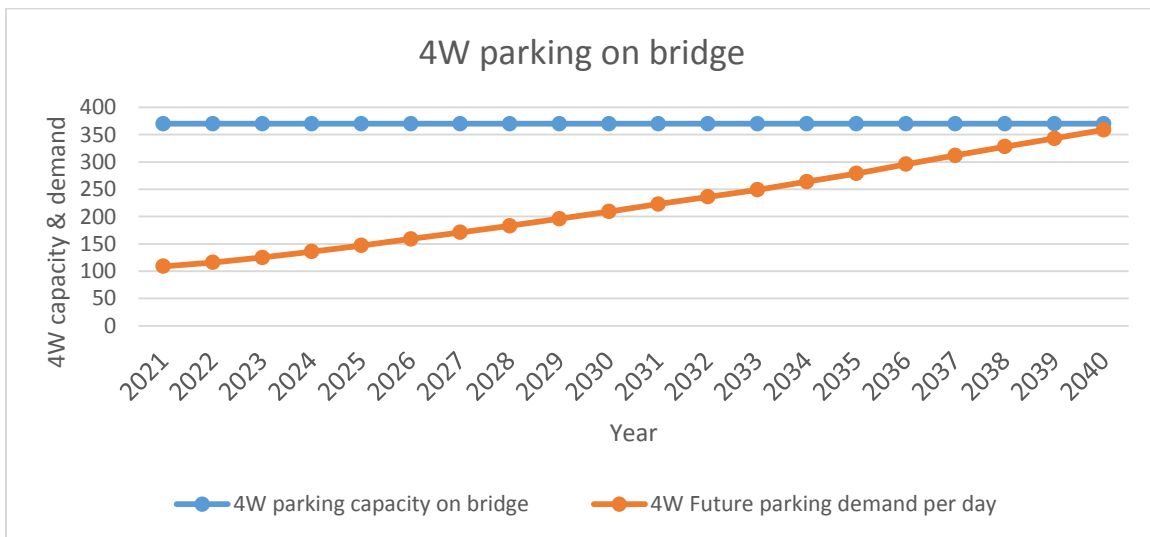 4W parking on bridge
4W capacity & demand
400
350
300
250
200
150
100
50
0
2021 2022 2023 2024 2025 2026 2027 2028 2029 2030 2031 2032 2033 2034 2035 2036 2037 2038 2039 2040
Year
4W parking capacity on bridge 4W Future parking demand per day